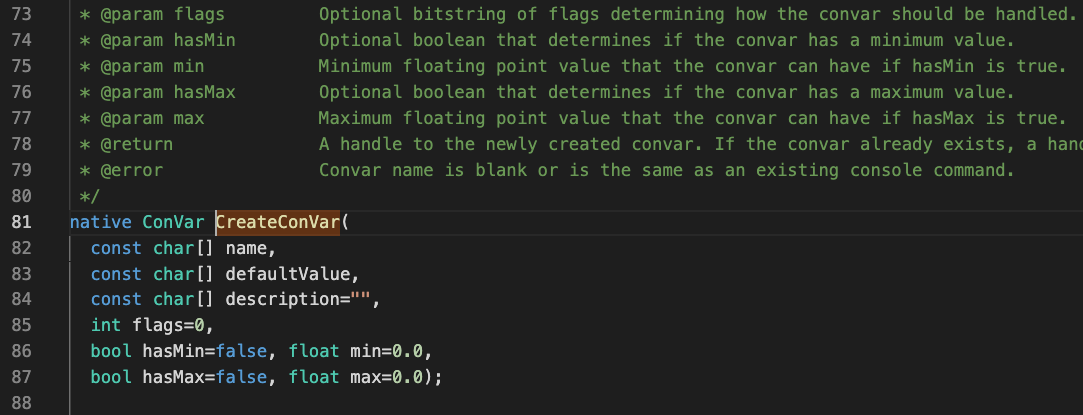 73 * @param flags Optional bitstring of flags determining how the convar should be handled.
74 * @param hasMin Optional boolean that determines if the convar has a minimum value.
75 * @param min Minimum floating point value that the convar can have if hasMin is true.
76 * @param hasMax Optional boolean that determines if the convar has a maximum value.
77 * @param max Maximum floating point value that the convar can have if hasMax is true.
78 * @return A handle to the newly created convar. If the convar already exists, a
79 * @error Convar name is blank or is the same as an existing console command.
80 */
81 native ConVar CreateConVar(
82 const char[] name,
83 const char[] defaultValue,
84 const char[] description="",
85 int flags=0,
86 bool hasMin=false, float min=0.0,
87 bool hasMax=false, float max=0.0);
88